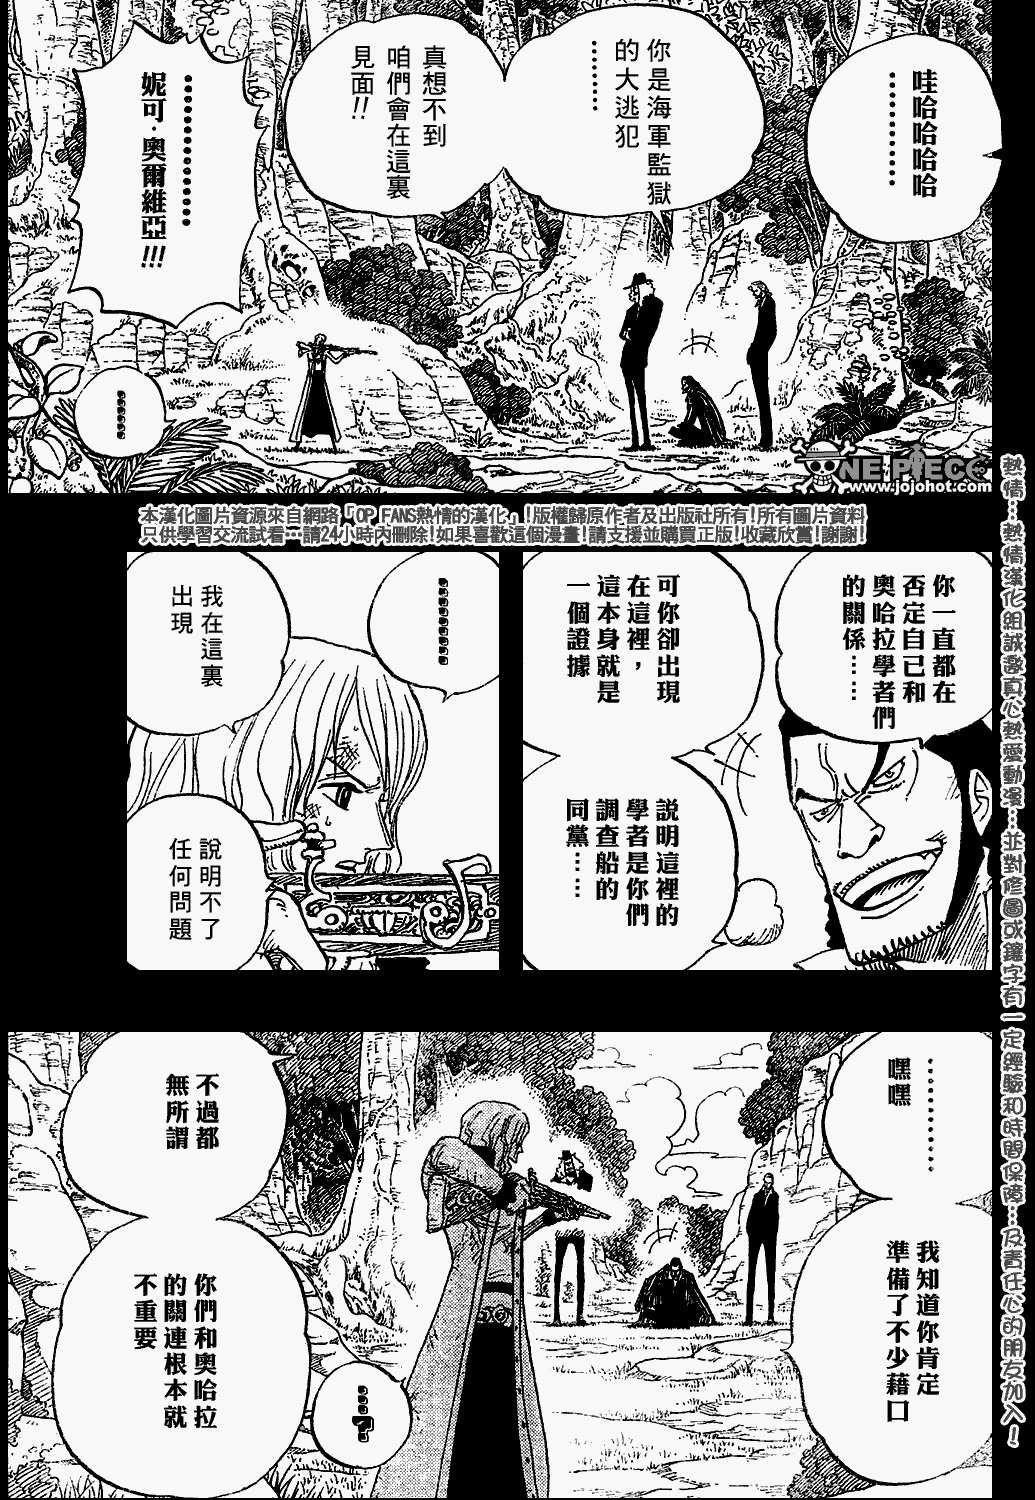 哇哈哈哈哈
………
你是海軍監獄
的大逃犯
………
真想不到
咱們會在這裏
見面!!
………………
妮可·奧爾維亞!!!
……
ONE PIECE
www.jojohot.com
本漢化圖片資源來自網路「OP FANS熱情的漢化」!版權歸原作者及出版社所有!所有圖片資料
只供學習交流試看…請24小時內刪除!如果喜歡這個漫畫!請支援並購買正版!收藏欣賞!謝謝!
你一直都在
否定自己和
奧哈拉學者們
的關係……
可你卻出現
在這裡，
這本身就是
一個證據
說明這裡的
學者是你們
調查船的
同黨……
………
我在這裏
出現
說明不了
任何問題
………
嘿嘿
………
我知道你肯定
準備了不少藉口
不過都
無所謂
你們和奧哈拉
的關連根本就
不重要
…?
熱情…熱情漢化組誠徵真心熱愛動漫…並對修圖或鑲字有一定經驗和時間保障…及責任心的朋友加入!